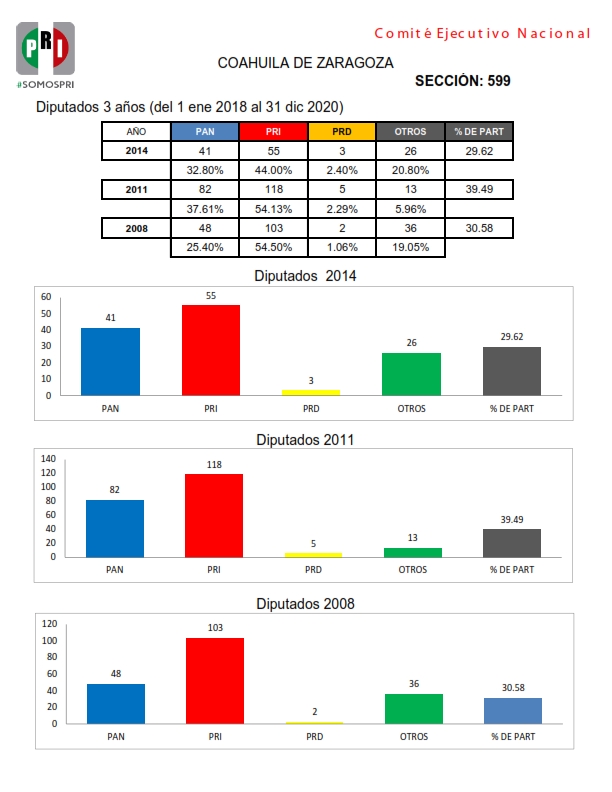 Comité Ejecutivo Nacional
PRI
#SOMOSPRI
COAHUILA DE ZARAGOZA
SECCIÓN: 599
Diputados 3 años (del 1 ene 2018 al 31 dic 2020)
AÑO PAN PRI PRD OTROS % DE PART
2014 41 55 3 26 29.62
32.80% 44.00% 2.40% 20.80%
2011 82 118 5 13 39.49
37.61% 54.13% 2.29% 5.96%
2008 48 103 2 36 30.58
25.40% 54.50% 1.06% 19.05%
Diputados 2014
60
50
40
30
20
10
0
41 55 3 26 29.62
PAN PRI PRD OTROS % DE PART
Diputados 2011
140
120
100
80
60
40
20
0
82 118 5 13 39.49
PAN PRI PRD OTROS % DE PART
Diputados 2008
120
100
80
60
40
20
0
48 103 2 36 30.58
PAN PRI PRD OTROS % DE PART